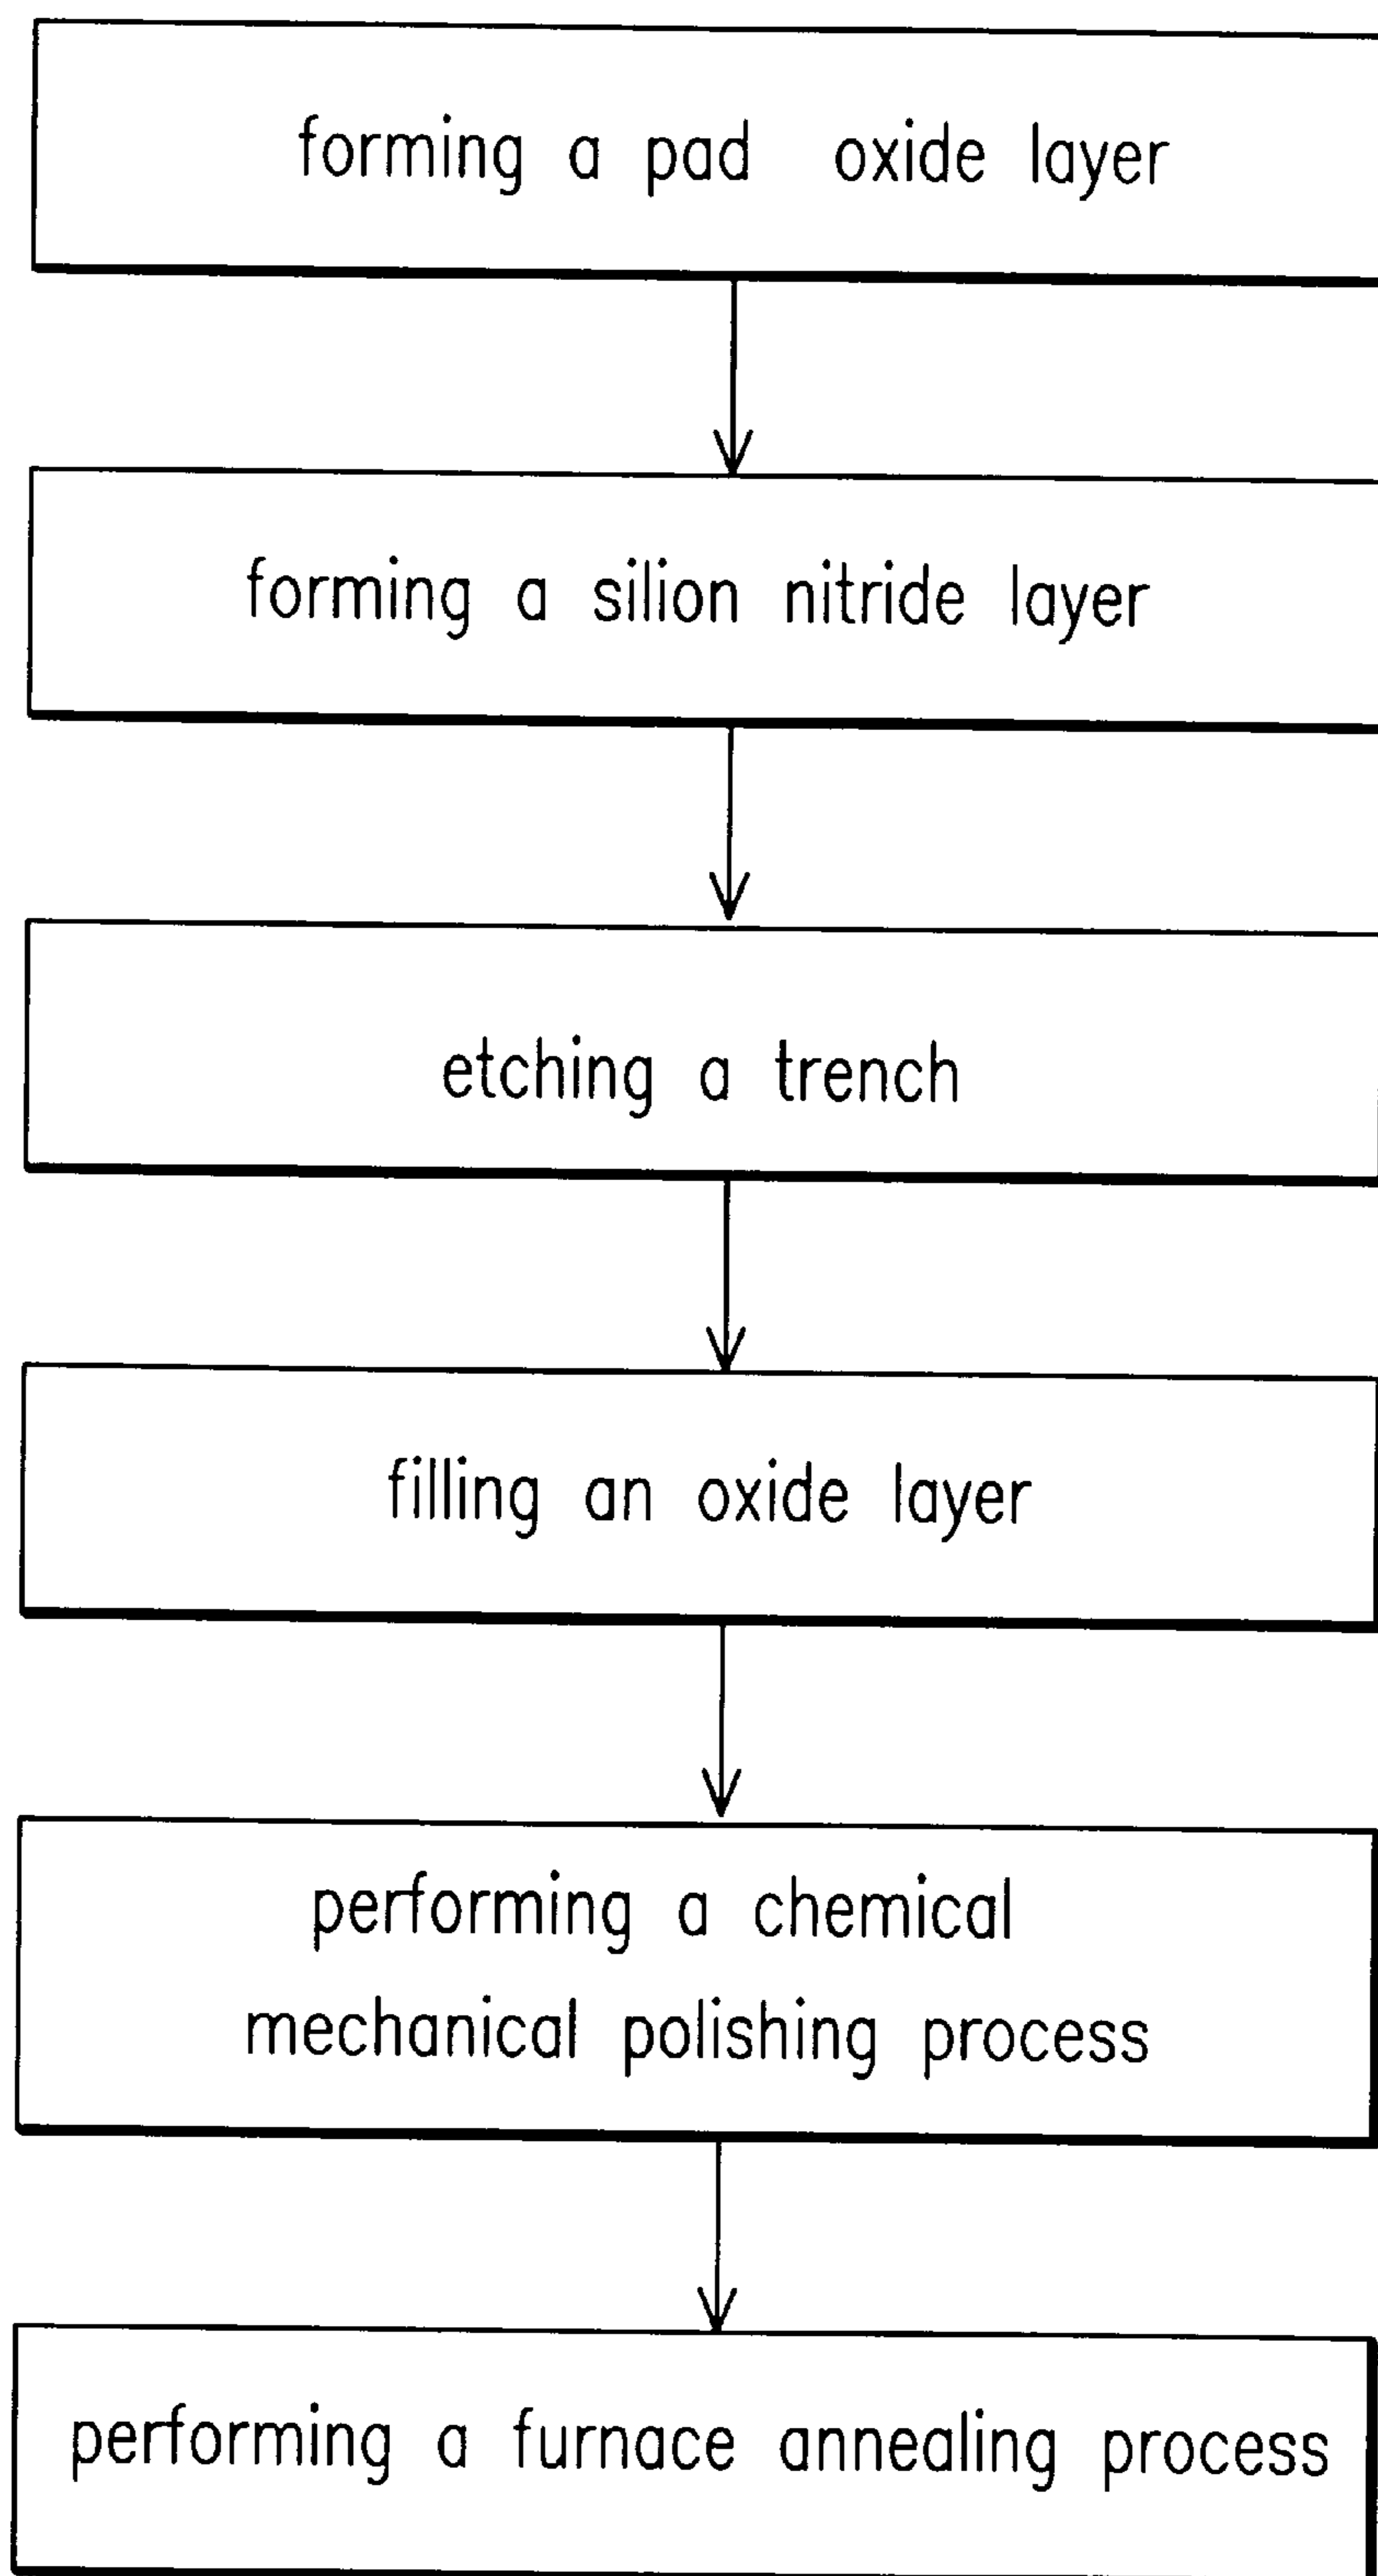 forming a pad oxide layer
forming a silion nitride layer
etching a trench
filling an oxide layer
performing a chemical
mechanical polishing process
performing a furnace annealing process